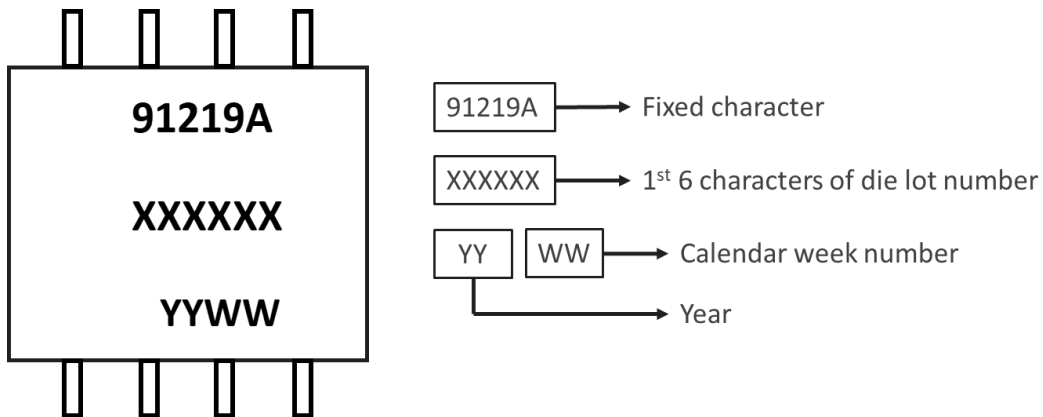 91219A
XXXXXX
YYWW
91219A Fixed character
XXXXXX 1st 6 characters of die lot number
YY WW Calendar week number
Year